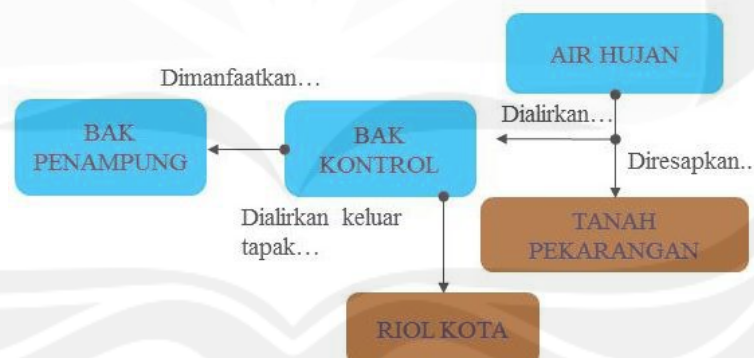 AIR HUJAN
Dimanfaatkan…
Dialirkan…
BAK
PENAMPUNG
BAK
KONTROL
Diresapkan…
Dialirkan keluar
tapak…
TANAH
PEKARANGAN
RIOL KOTA